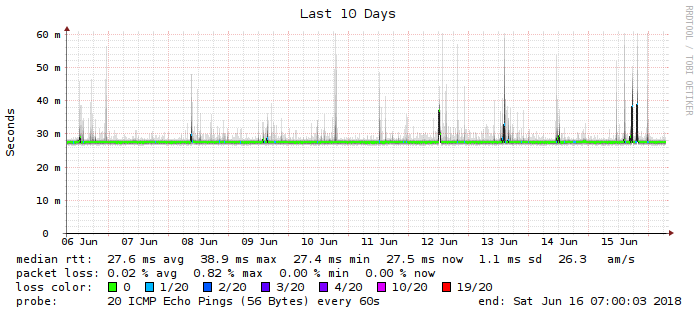 Last 10 Days
RRDTOOL / TOBI OETIKER
Seconds
60 m
50 m
40 m
30 m
20 m
10 m
0
06 Jun 07 Jun 08 Jun 09 Jun 10 Jun 11 Jun 12 Jun 13 Jun 14 Jun 15 Jun
median rtt: 27.6 ms avg 38.9 ms max 27.4 ms min 27.5 ms now 1.1 ms sd 26.3 am/s
packet loss: 0.02 % avg 0.82 % max 0.00 % min 0.00 % now
loss color: 0 1/20 2/20 3/20 4/20 10/20 19/20
probe: 20 ICMP Echo Pings (56 Bytes) every 60s end: Sat Jun 16 07:00:03 2018